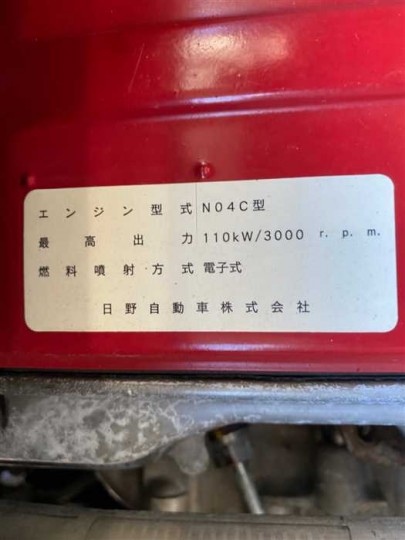 エンジン型式 N04C型
最高出力 110kW/3000 r.p.m.
燃料噴射方式 電子式
日野自動車株式会社